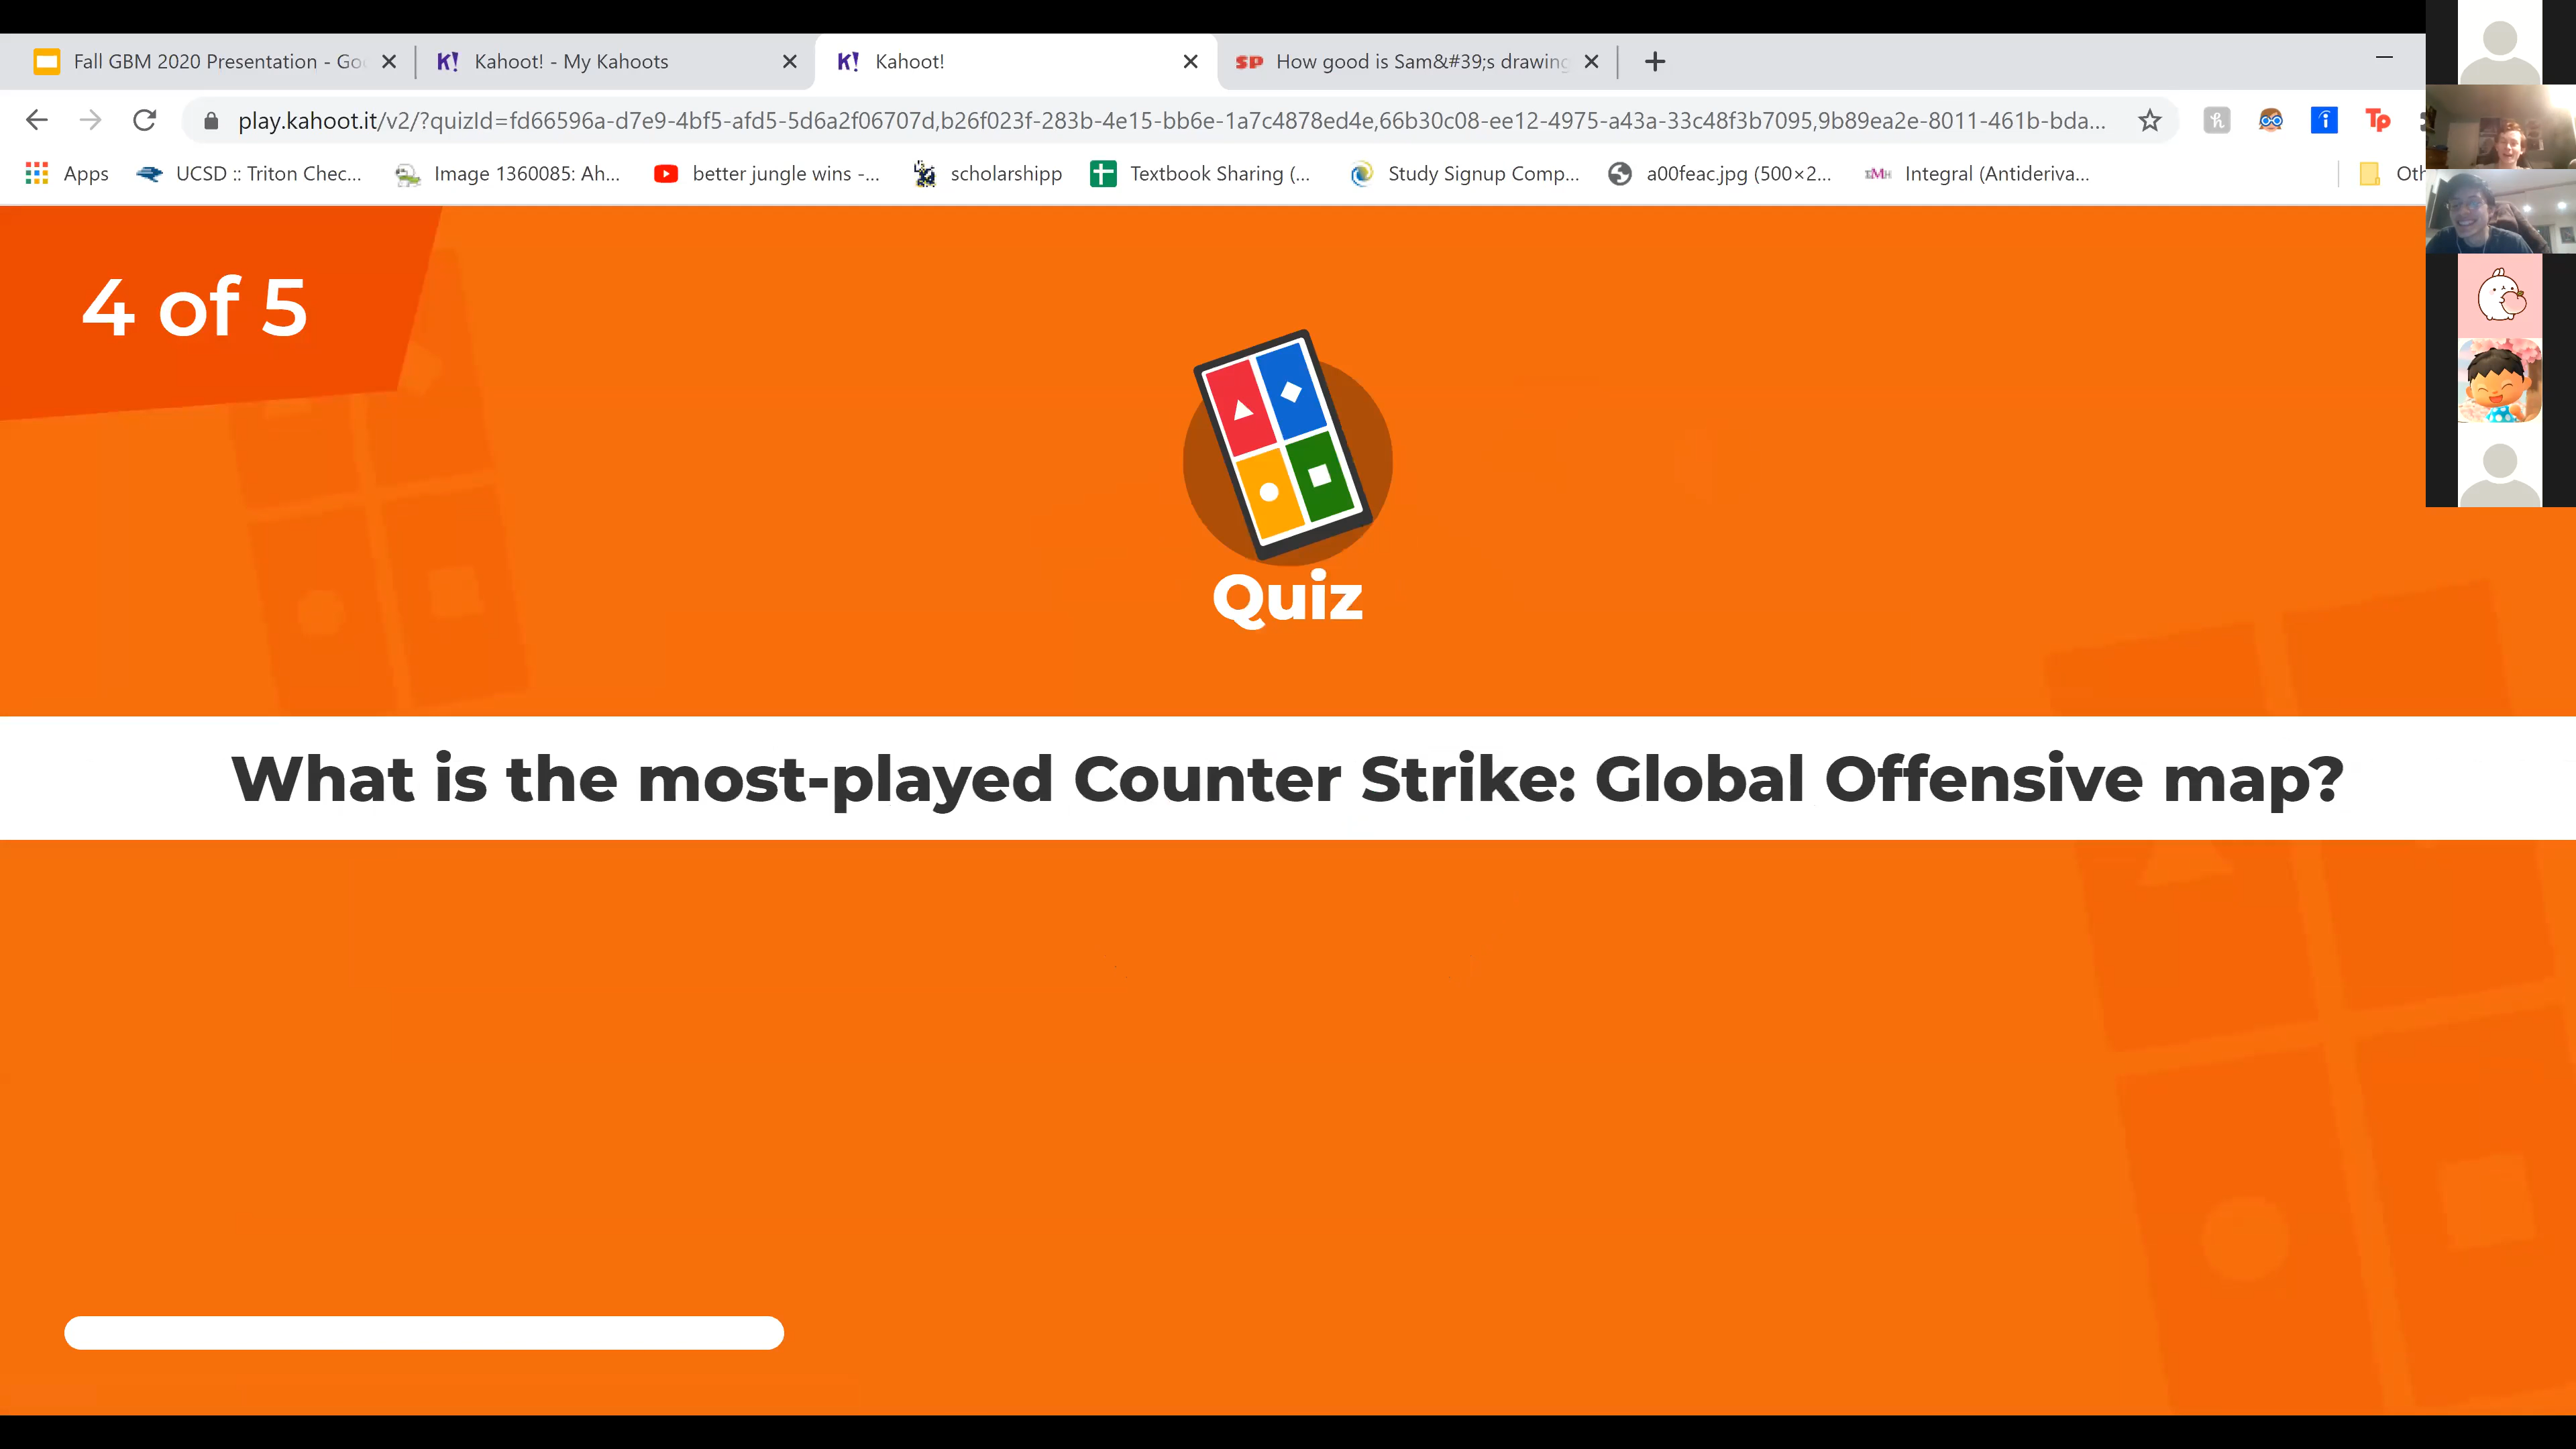 Fall GBM 2020 Presentation - Goo
K! Kahoot! - My Kahoots
K! Kahoot!
SP How good is Sam&#39;s drawing
play.kahoot.it/v2/?quizId=fd66596a-d7e9-4bf5-afd5-5d6a2f06707d,b26f023f-283b-4e15-bb6e-1a7c4878ed4e,66b30c08-ee12-4975-a43a-33c48f3b7095,9b89ea2e-8011-461b-bda...
h
Tp
Apps
UCSD :: Triton Chec...
Image 1360085: Ah...
better jungle wins -...
scholarshipp
Textbook Sharing (...
Study Signup Comp...
a00feac.jpg (500×2...
Integral (Antideriva...
Oth
4 of 5
Quiz
What is the most-played Counter Strike: Global Offensive map?